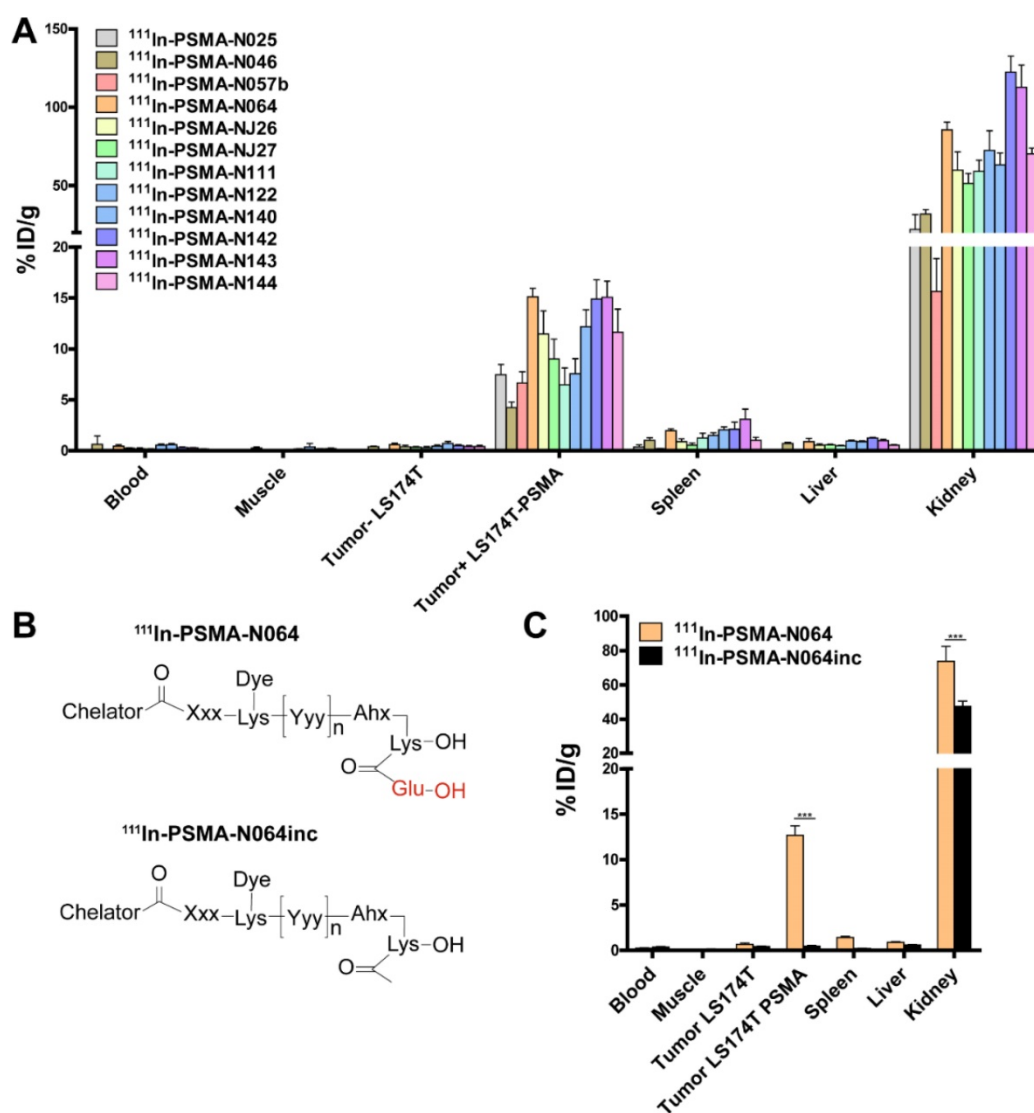 A
150
100
50
20
15
10
5
0
% ID/g
¹¹¹In-PSMA-N025
¹¹¹In-PSMA-N046
¹¹¹In-PSMA-N057b
¹¹¹In-PSMA-N064
¹¹¹In-PSMA-NJ26
¹¹¹In-PSMA-NJ27
¹¹¹In-PSMA-N111
¹¹¹In-PSMA-N122
¹¹¹In-PSMA-N140
¹¹¹In-PSMA-N142
¹¹¹In-PSMA-N143
¹¹¹In-PSMA-N144
Blood
Muscle
Tumor- LS174T
Tumor+ LS174T-PSMA
Spleen
Liver
Kidney
B
¹¹¹In-PSMA-N064
O
Dye
Chelator
Xxx
Lys
[Yyy]n
Ahx
Lys
OH
O
Glu-OH
¹¹¹In-PSMA-N064inc
O
Dye
Chelator
Xxx
Lys
[Yyy]n
Ahx
Lys
OH
O
C
100
80
60
40
20
20
15
10
5
0
% ID/g
¹¹¹In-PSMA-N064
¹¹¹In-PSMA-N064inc
***
***
Blood
Muscle
Tumor LS174T
Tumor LS174T PSMA
Spleen
Liver
Kidney